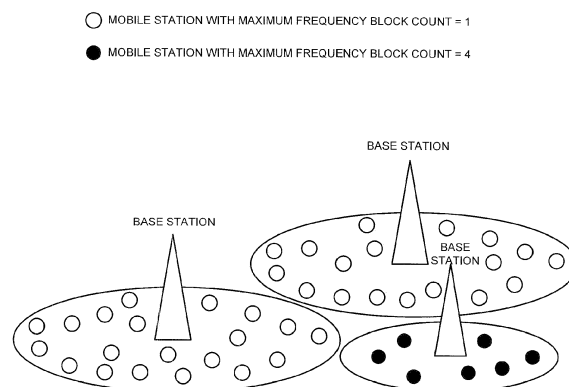 MOBILE STATION WITH MAXIMUM FREQUENCY BLOCK COUNT = 1
MOBILE STATION WITH MAXIMUM FREQUENCY BLOCK COUNT = 4
BASE STATION
BASE STATION
BASE
STATION